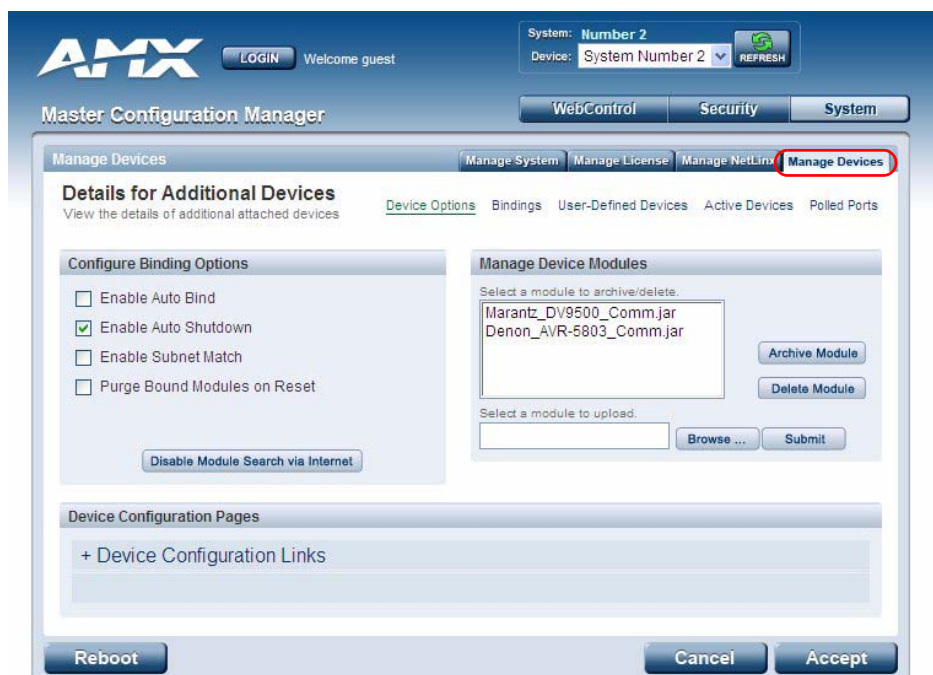 AMX
LOGIN Welcome guest
System: Number 2
Device: System Number 2
REFRESH
Master Configuration Manager
WebControl Security System
Manage Devices
Manage System Manage License Manage NetLinx Manage Devices
Details for Additional Devices
View the details of additional attached devices
Device Options Bindings User-Defined Devices Active Devices Polled Ports
Configure Binding Options
Enable Auto Bind
Enable Auto Shutdown
Enable Subnet Match
Purge Bound Modules on Reset
Disable Module Search via Internet
Manage Device Modules
Select a module to archive/delete.
Marantz_DV9500_Comm.jar
Denon_AVR-5803_Comm.jar
Archive Module
Delete Module
Select a module to upload.
Browse ... Submit
Device Configuration Pages
+ Device Configuration Links
Reboot Cancel Accept